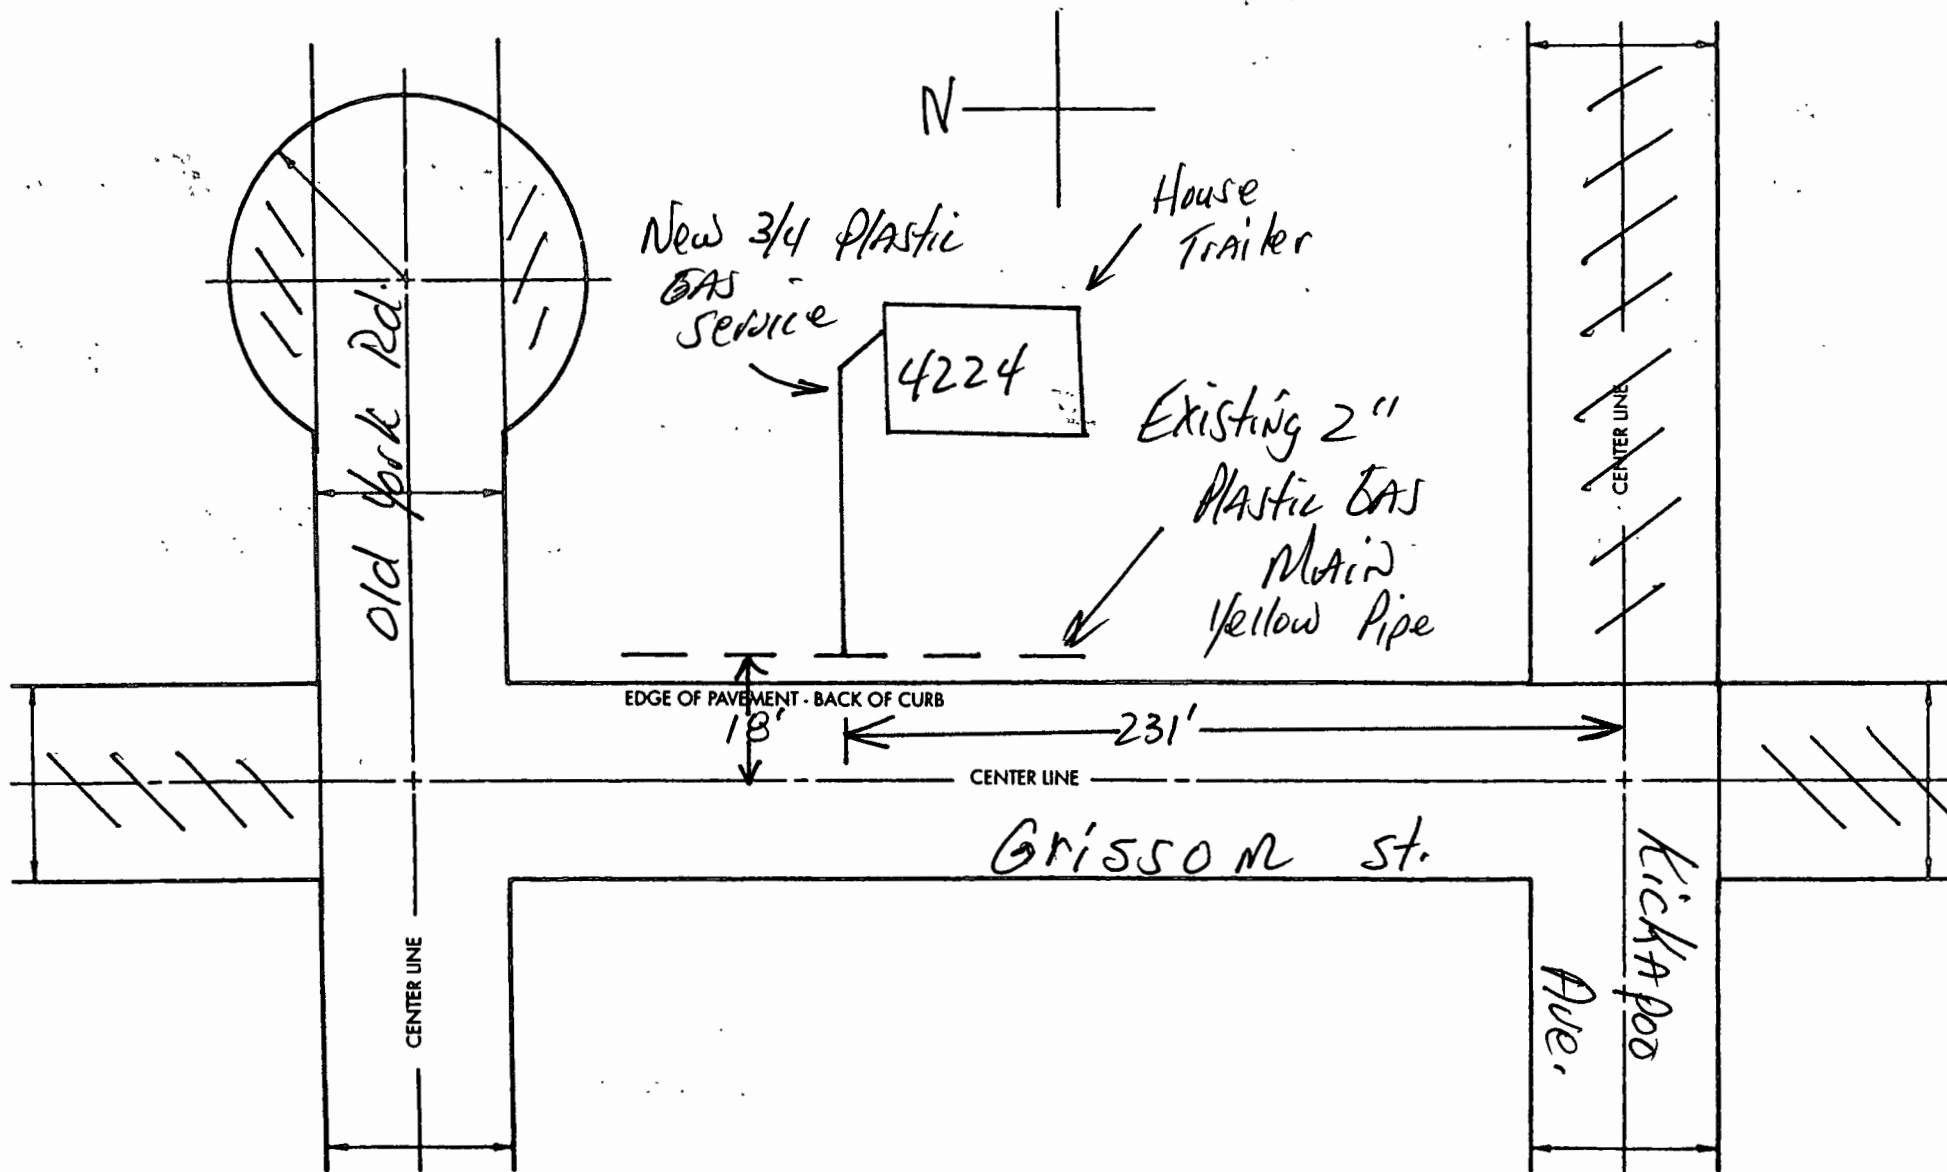 N
House
Trailer
New 3/4 Plastic
GAS
Service
4224
Existing 2"
Plastic GAS
Main
Yellow Pipe
Old York Rd.
CENTER LINE
EDGE OF PAVEMENT - BACK OF CURB
18'
231'
CENTER LINE
Grissom St.
CENTER LINE
Kickapoo
Ave.